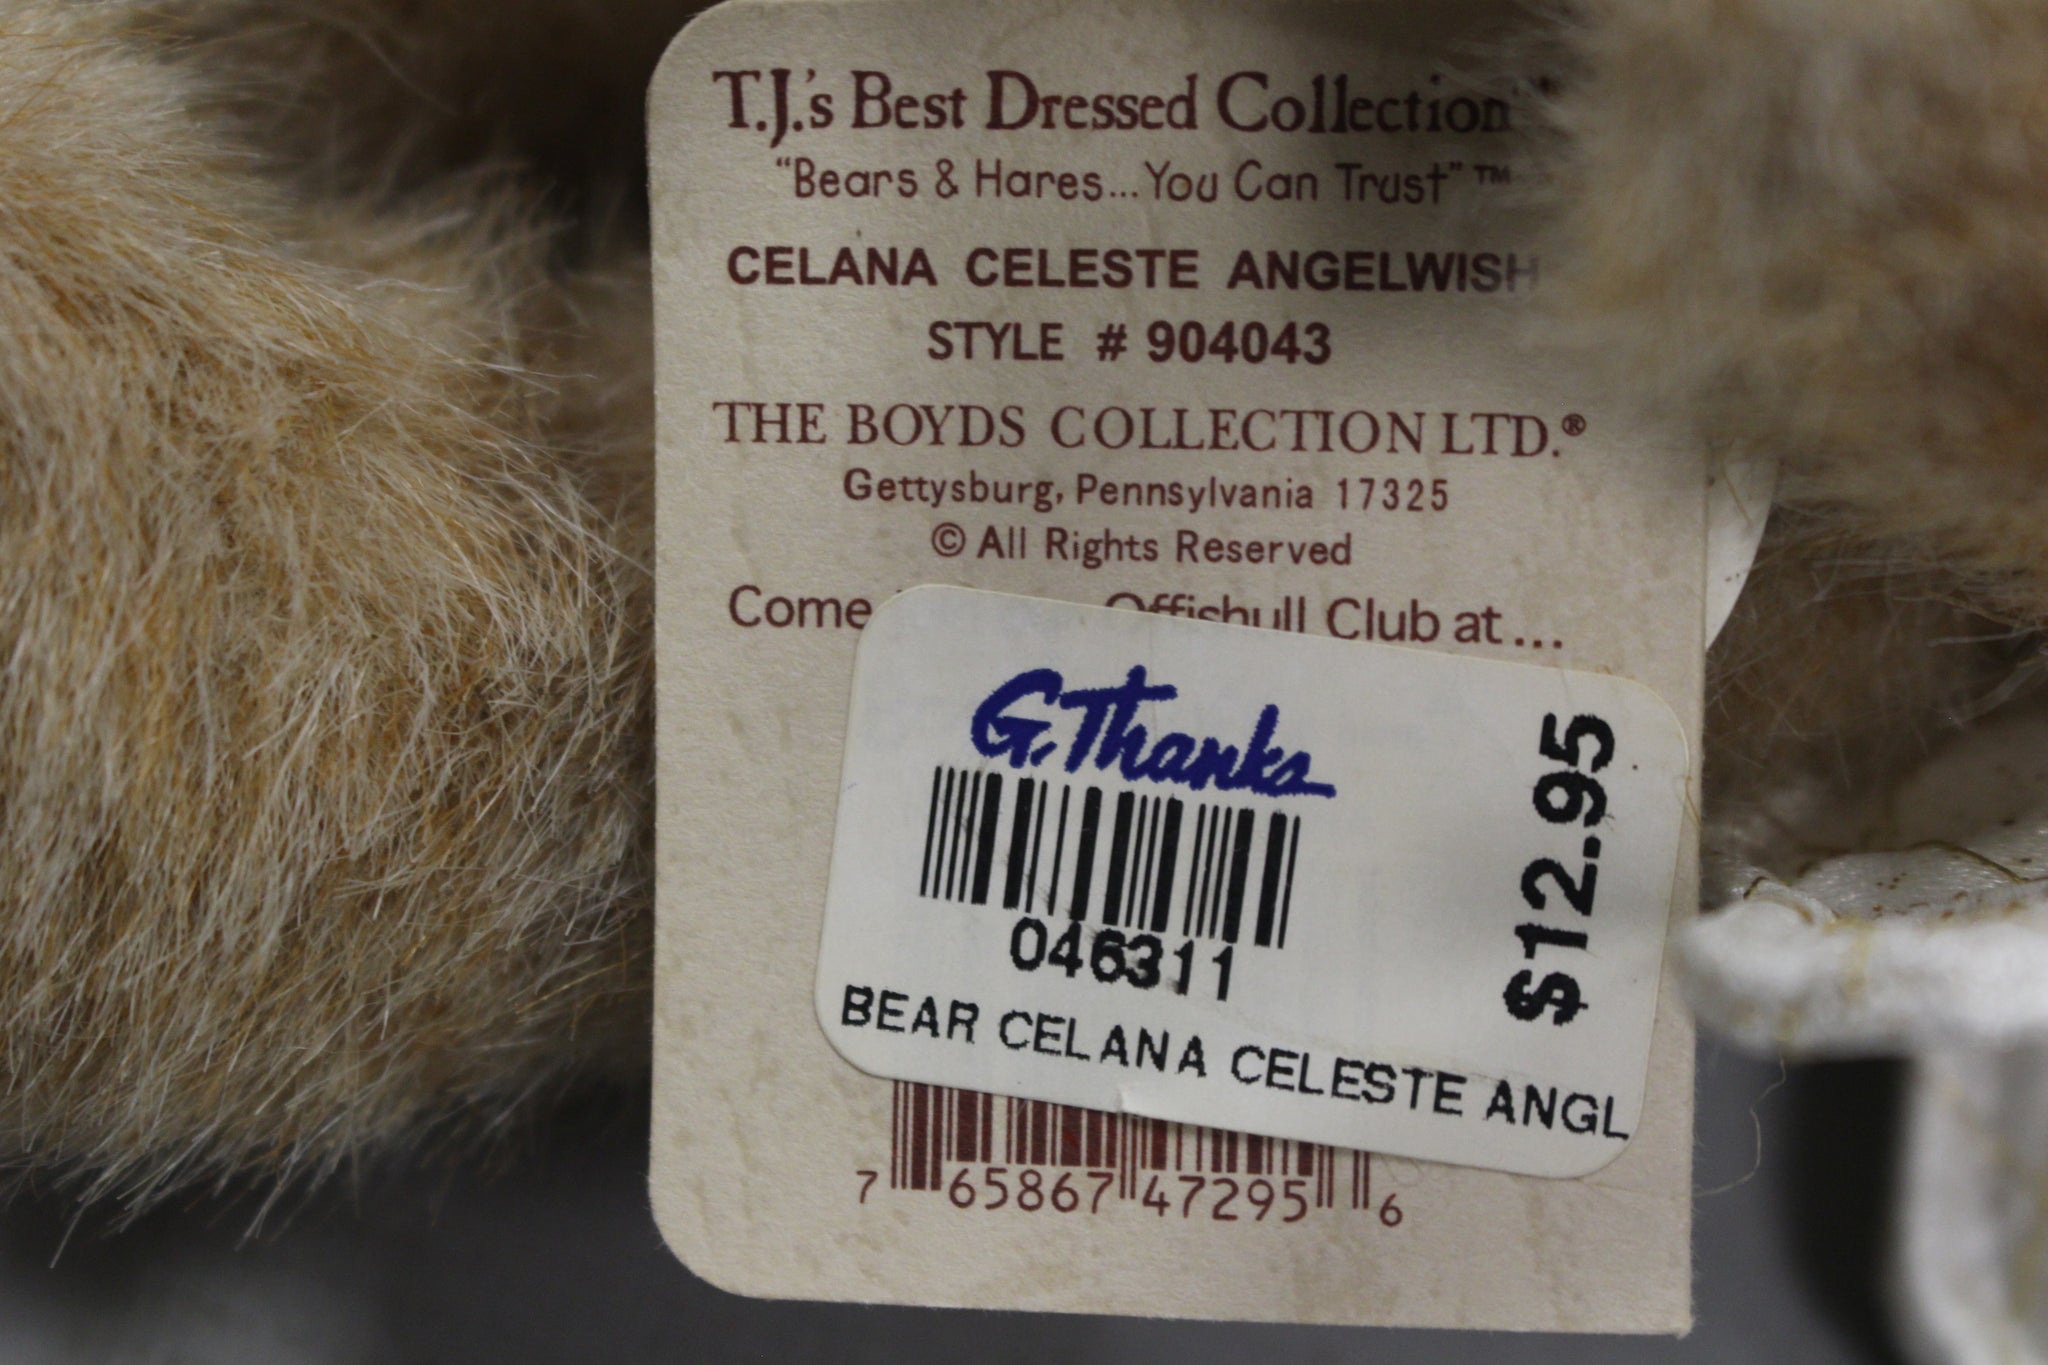 T.J.'s Best Dressed Collection
"Bears & Hares...You Can Trust"™
CELANA CELESTE ANGELWISH
STYLE # 904043
THE BOYDS COLLECTION LTD.®
Gettysburg, Pennsylvania 17325
© All Rights Reserved
Come Offishull Club at...
G.Thanks
$12.95
046311
BEAR CELANA CELESTE ANGL
7 65867 47295 6